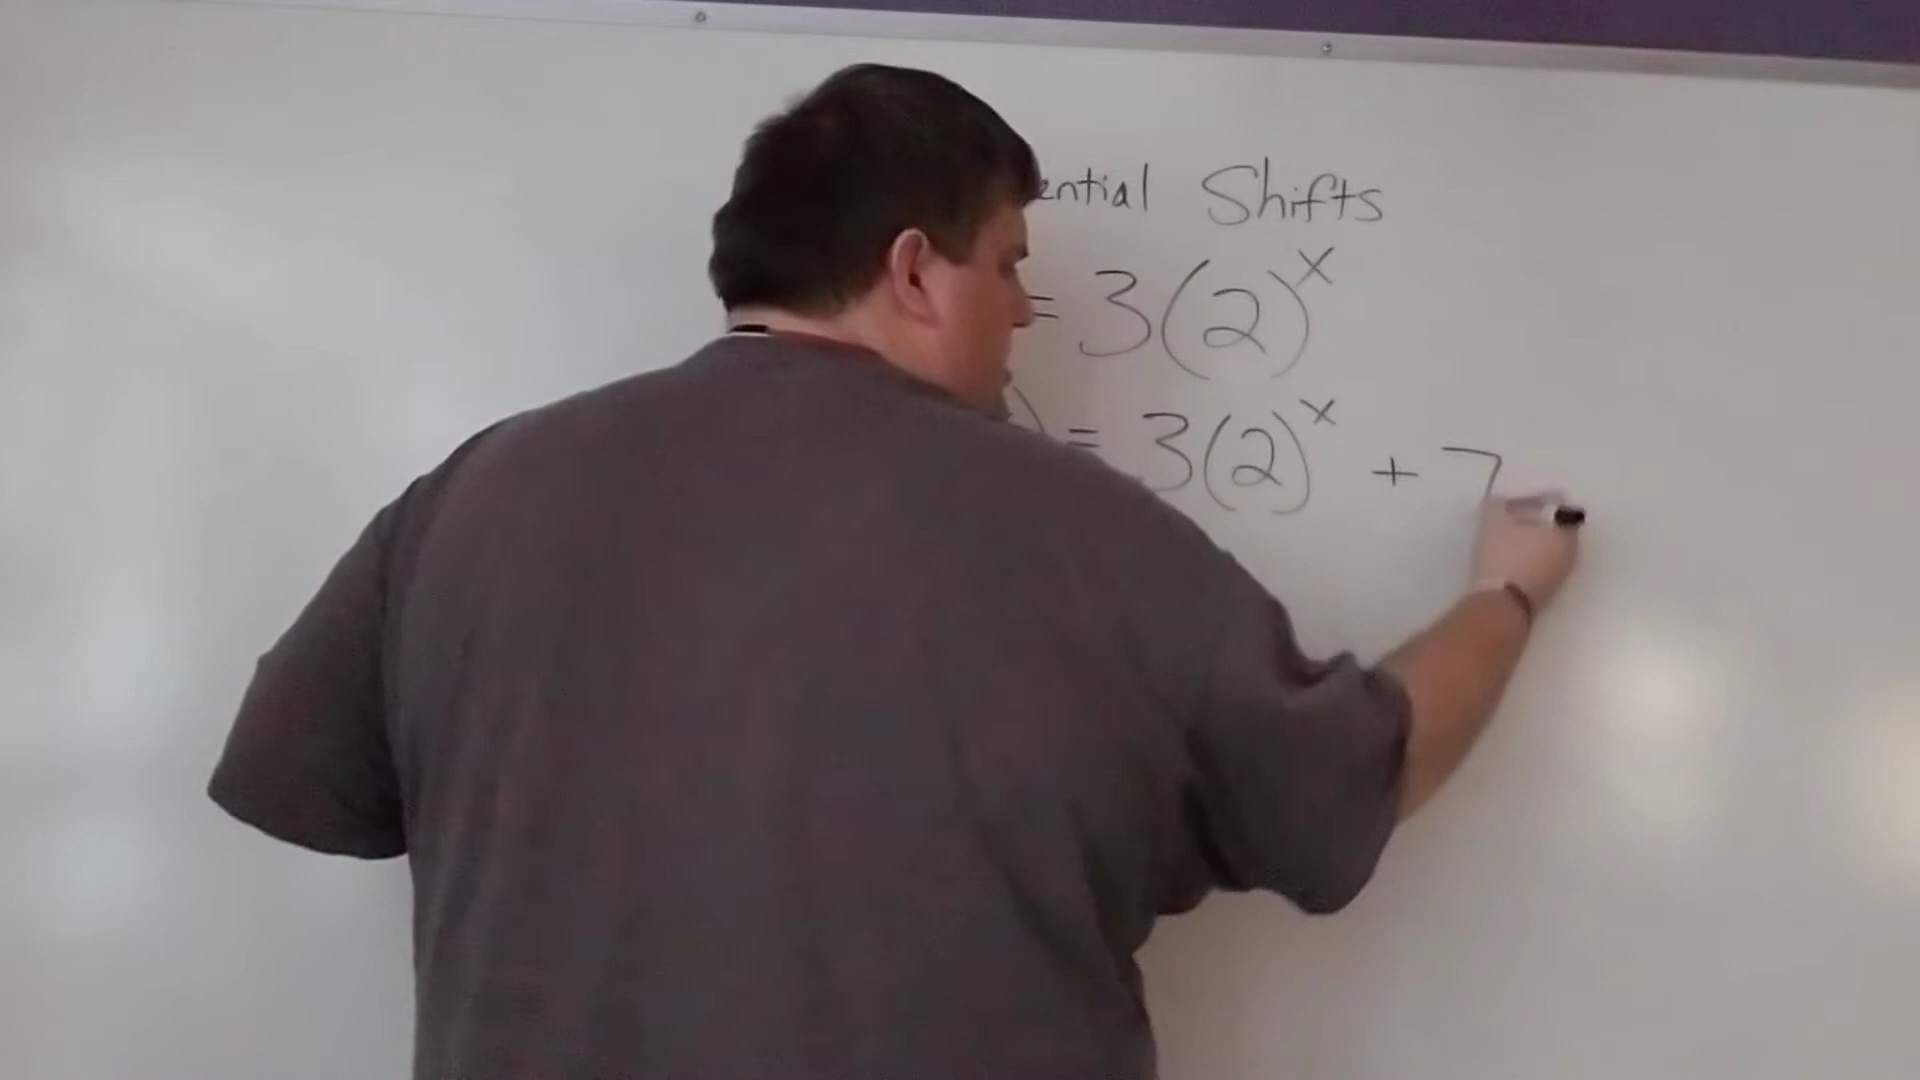 ential Shifts
= 3(2)^x
) = 3(2)^x + 7